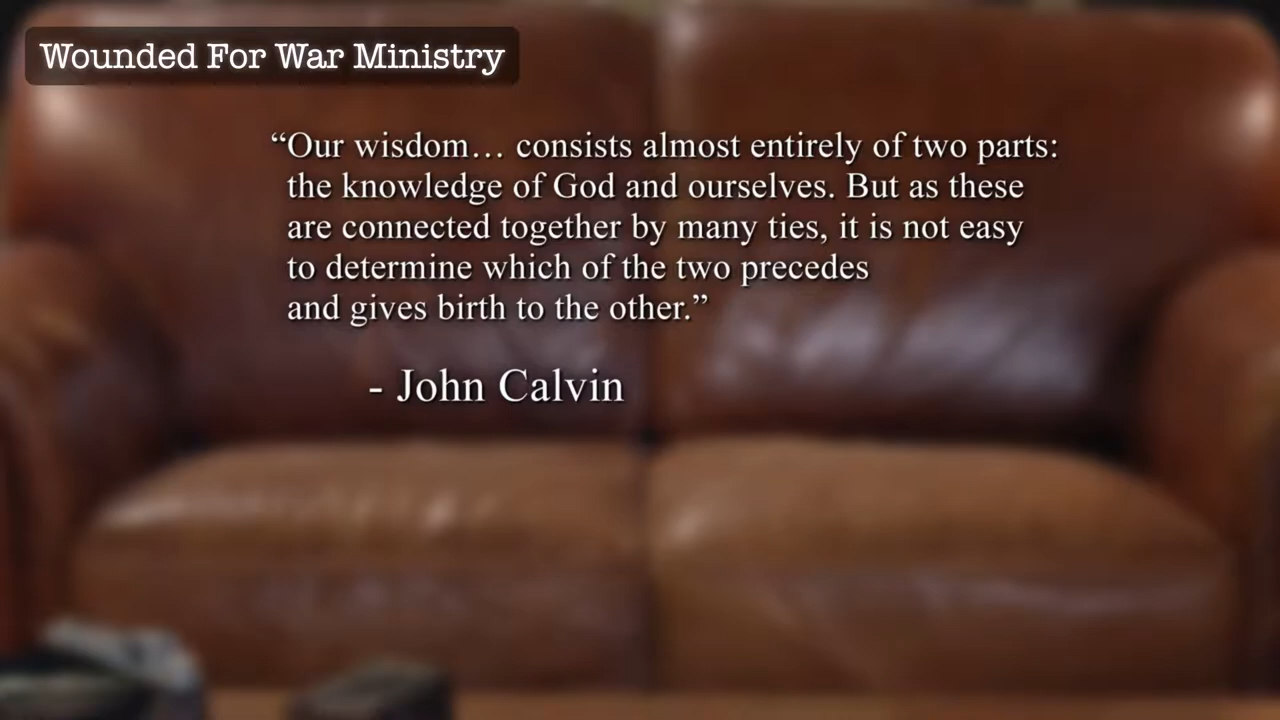 Wounded For War Ministry
“Our wisdom… consists almost entirely of two parts:
the knowledge of God and ourselves. But as these
are connected together by many ties, it is not easy
to determine which of the two precedes
and gives birth to the other.”
- John Calvin